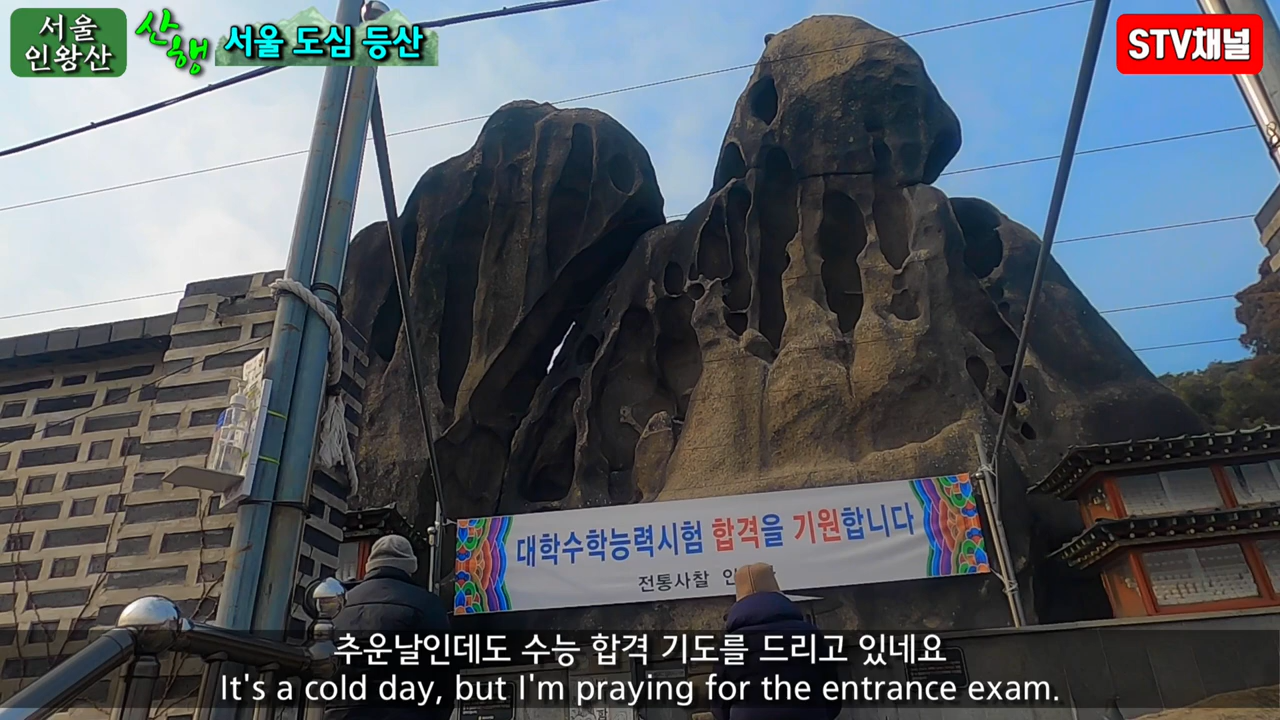 서울
인왕산
산행
서울 도심 등산
STV채널
대학수학능력시험 합격을 기원합니다
전통사찰
추운날인데도 수능 합격 기도를 드리고 있네요
It's a cold day, but I'm praying for the entrance exam.